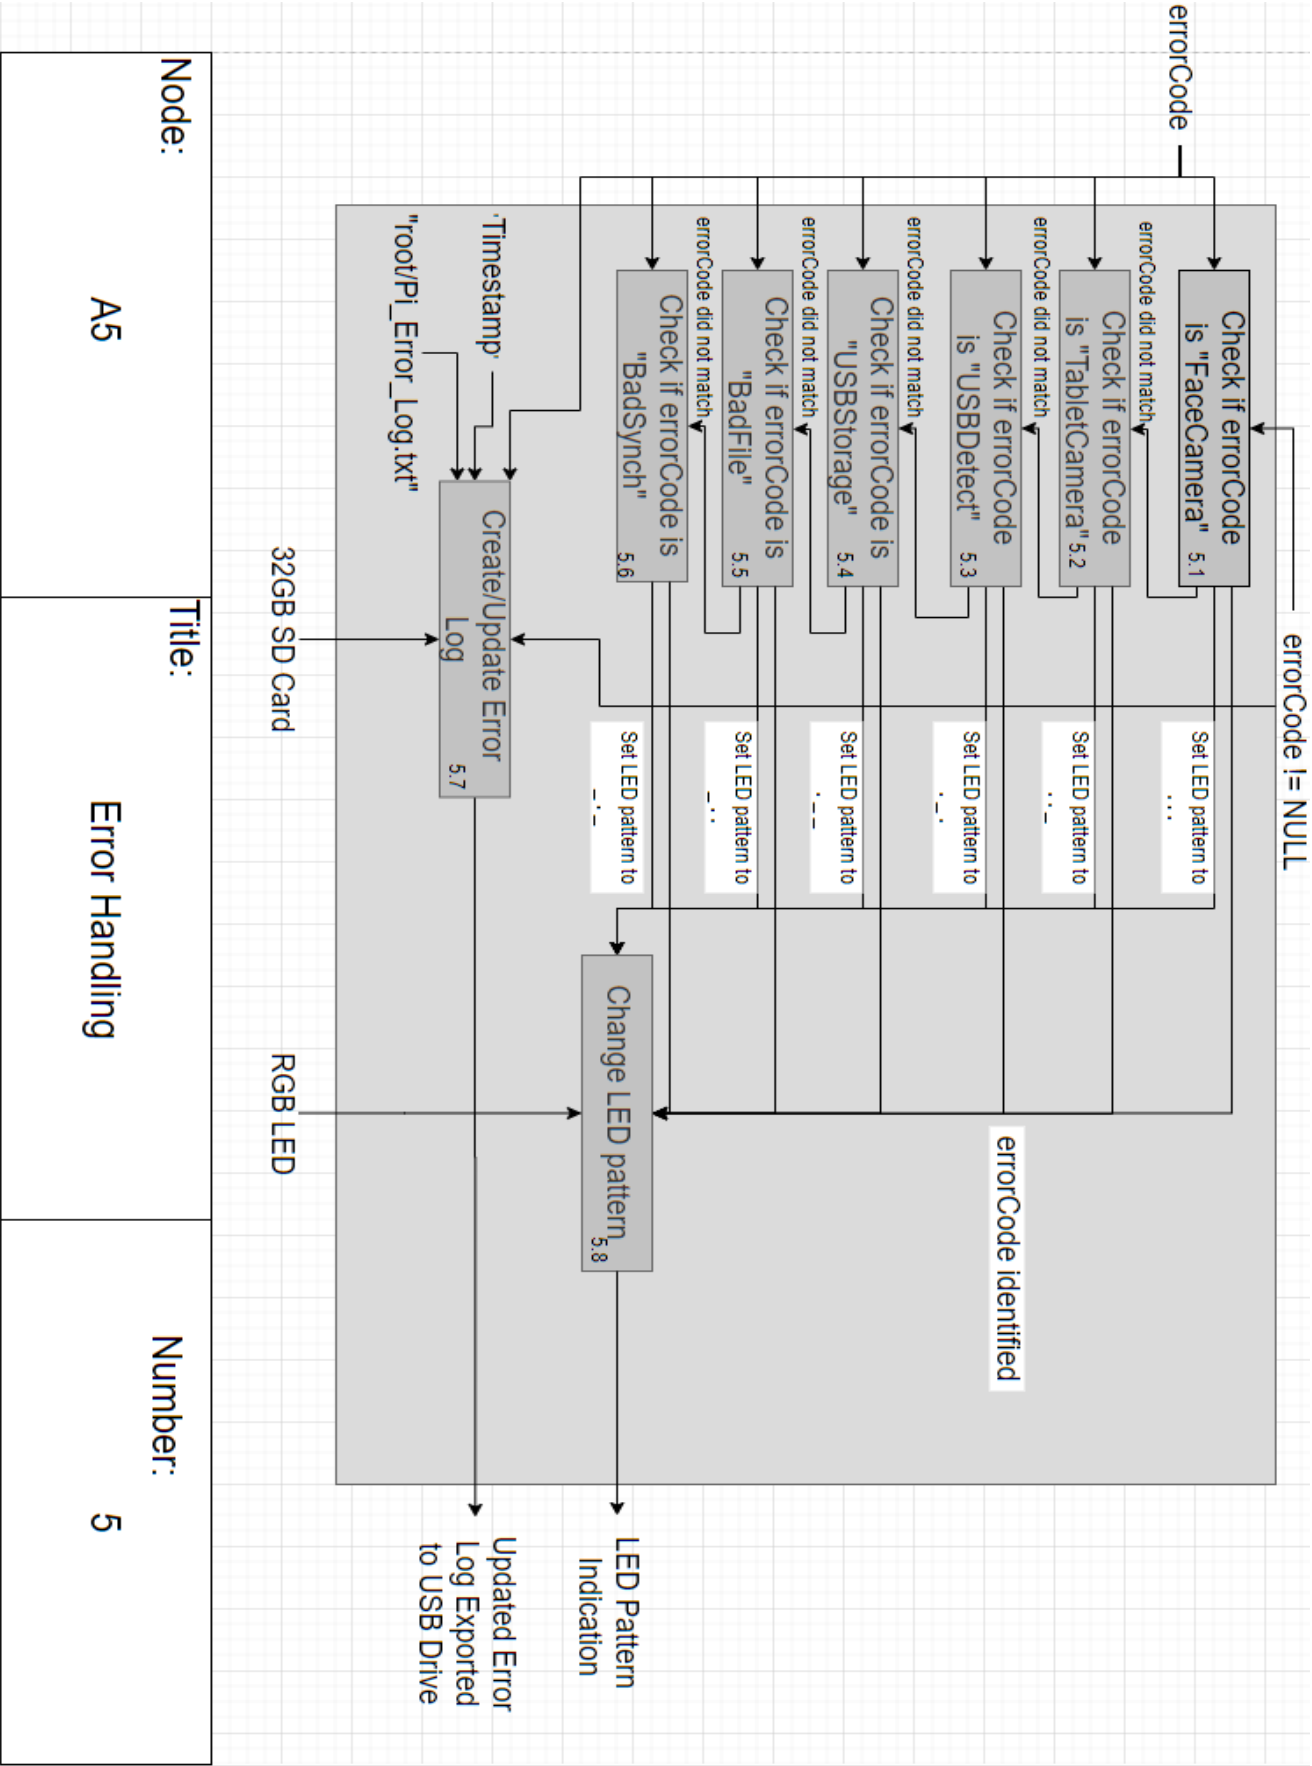 errorCode != NULL
errorCode
Check if errorCode
is "FaceCamera"
5.1
Set LED pattern to
. . .
errorCode did not match
Check if errorCode
is "TabletCamera"
5.2
Set LED pattern to
. . _
errorCode did not match
Check if errorCode
is "USBDetect"
5.3
Set LED pattern to
. _ .
errorCode identified
errorCode did not match
Check if errorCode is
"USBStorage"
5.4
Set LED pattern to
. _ _
errorCode did not match
Check if errorCode is
"BadFile"
5.5
Set LED pattern to
_ . .
errorCode did not match
Check if errorCode is
"BadSynch"
5.6
Set LED pattern to
_ . _
Change LED pattern
5.8
LED Pattern
Indication
'Timestamp'
"root/Pi_Error_Log.txt"
Create/Update Error
Log
5.7
Updated Error
Log Exported
to USB Drive
32GB SD Card
RGB LED
Node:
A5
Title:
Error Handling
Number:
5